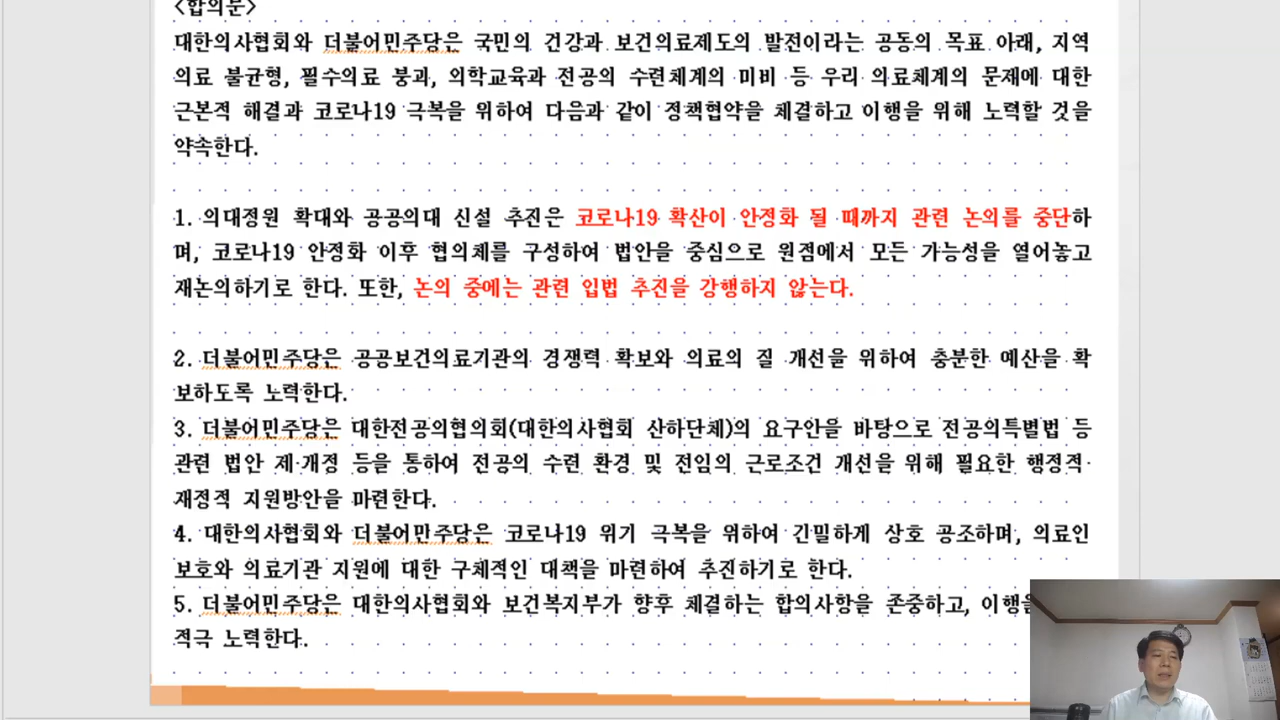 <합의문>
대한의사협회와 더불어민주당은 국민의 건강과 보건의료제도의 발전이라는 공동의 목표 아래, 지역
의료 불균형, 필수의료 붕괴, 의학교육과 전공의 수련체계의 미비 등 우리 의료체계의 문제에 대한
근본적 해결과 코로나19 극복을 위하여 다음과 같이 정책협약을 체결하고 이행을 위해 노력할 것을
약속한다.
1. 의대정원 확대와 공공의대 신설 추진은 코로나19 확산이 안정화 될 때까지 관련 논의를 중단하
며, 코로나19 안정화 이후 협의체를 구성하여 법안을 중심으로 원점에서 모든 가능성을 열어놓고
재논의하기로 한다. 또한, 논의 중에는 관련 입법 추진을 강행하지 않는다.
2. 더불어민주당은 공공보건의료기관의 경쟁력 확보와 의료의 질 개선을 위하여 충분한 예산을 확
보하도록 노력한다.
3. 더불어민주당은 대한전공의협의회(대한의사협회 산하단체)의 요구안을 바탕으로 전공의특별법 등
관련 법안 제·개정 등을 통하여 전공의 수련 환경 및 전임의 근로조건 개선을 위해 필요한 행정적·
재정적 지원방안을 마련한다.
4. 대한의사협회와 더불어민주당은 코로나19 위기 극복을 위하여 긴밀하게 상호 공조하며, 의료인
보호와 의료기관 지원에 대한 구체적인 대책을 마련하여 추진하기로 한다.
5. 더불어민주당은 대한의사협회와 보건복지부가 향후 체결하는 합의사항을 존중하고, 이행을
적극 노력한다.